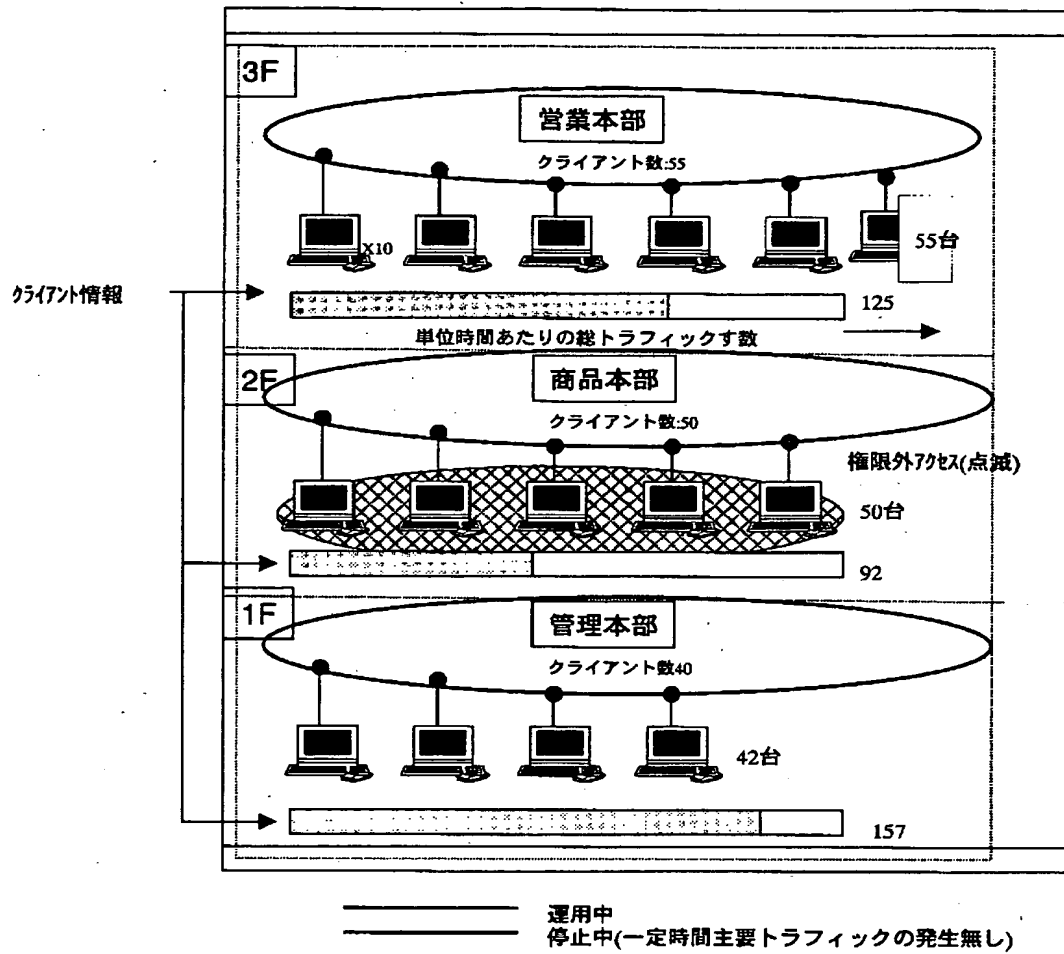 3F
営業本部
クライアント数:55
X10
55台
クライアント情報
125
単位時間あたりの総トラフィックす数
2F
商品本部
クライアント数:50
権限外アクセス(点滅)
50台
92
1F
管理本部
クライアント数40
42台
157
運用中
停止中(一定時間主要トラフィックの発生無し)